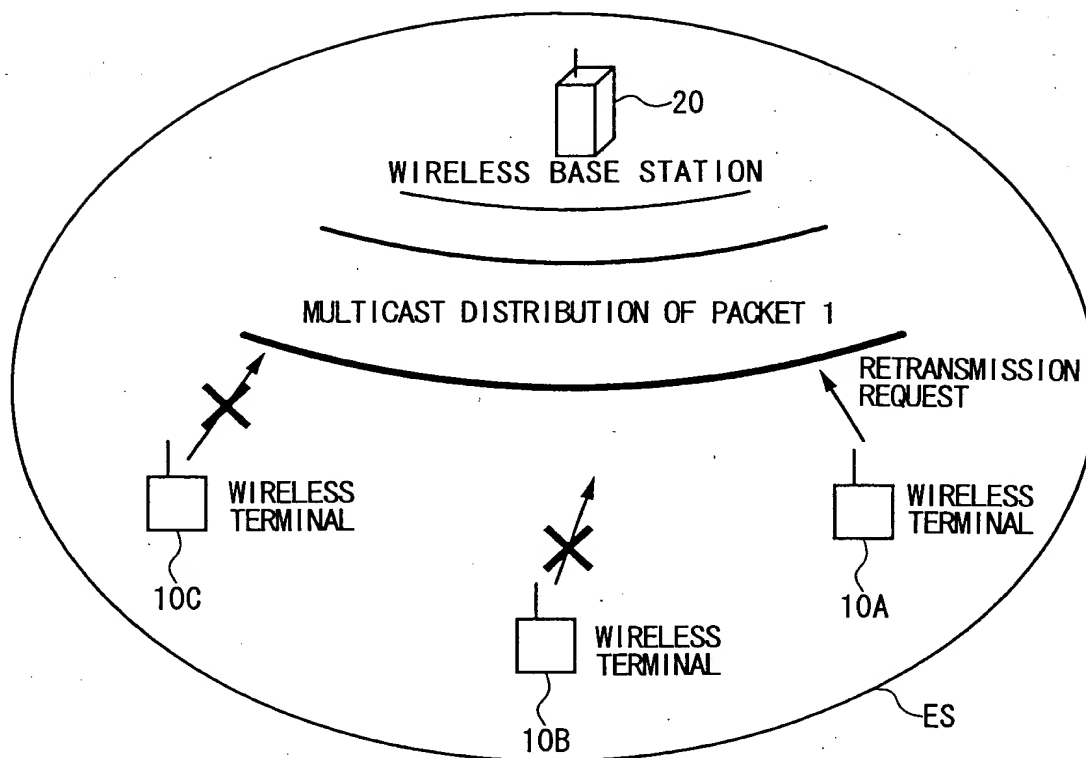 20
WIRELESS BASE STATION
MULTICAST DISTRIBUTION OF PACKET 1
RETRANSMISSION
REQUEST
WIRELESS
TERMINAL
10C
WIRELESS
TERMINAL
10B
WIRELESS
TERMINAL
10A
ES